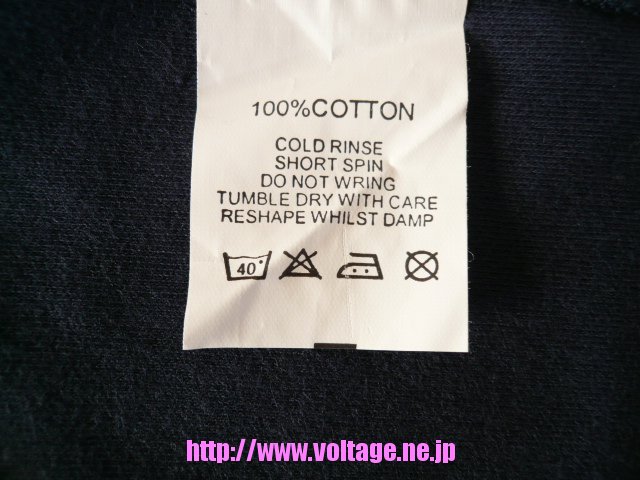 100%COTTON
COLD RINSE
SHORT SPIN
DO NOT WRING
TUMBLE DRY WITH CARE
RESHAPE WHILST DAMP
40°
http://www.voltage.ne.jp